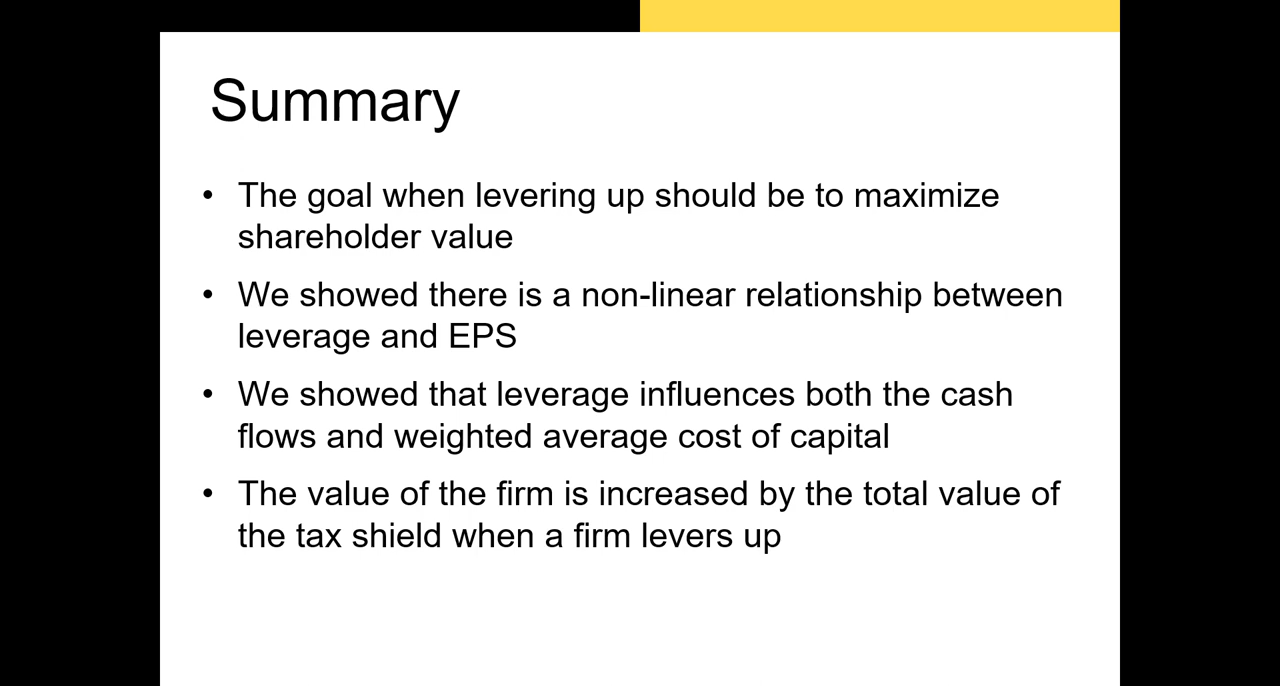 Summary
• The goal when levering up should be to maximize
shareholder value
• We showed there is a non-linear relationship between
leverage and EPS
• We showed that leverage influences both the cash
flows and weighted average cost of capital
• The value of the firm is increased by the total value of
the tax shield when a firm levers up